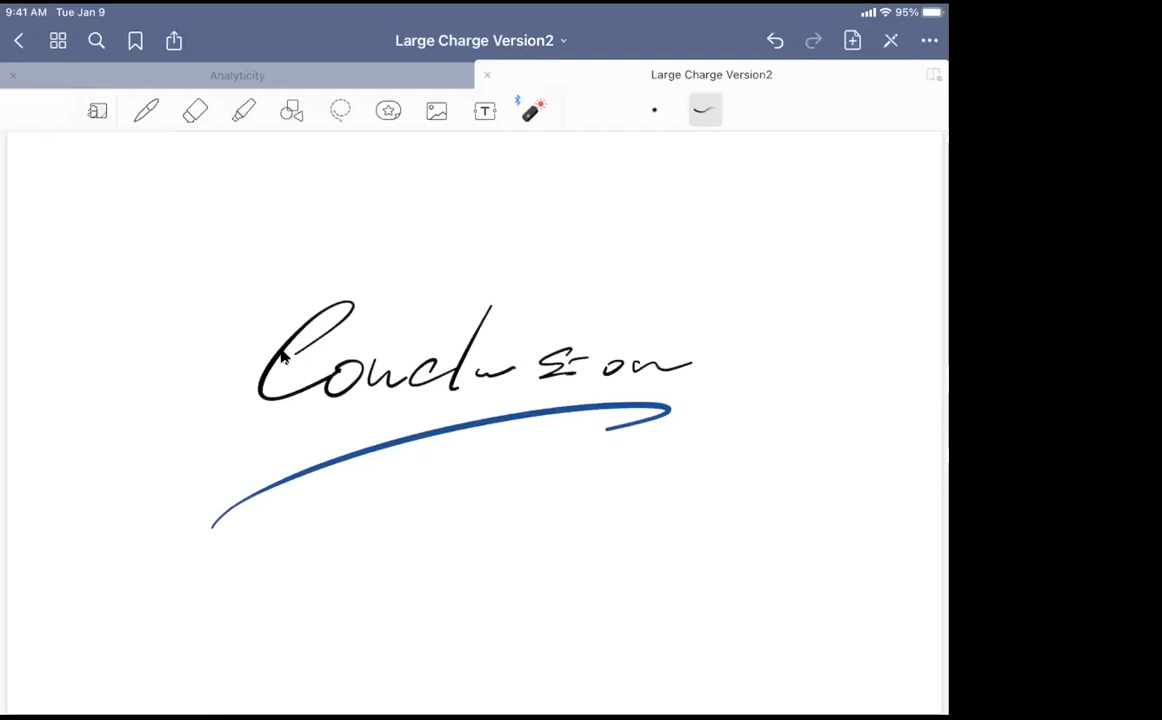 9:41 AM Tue Jan 9
95%
Large Charge Version2
Analyticity
Large Charge Version2
T
Conclusion